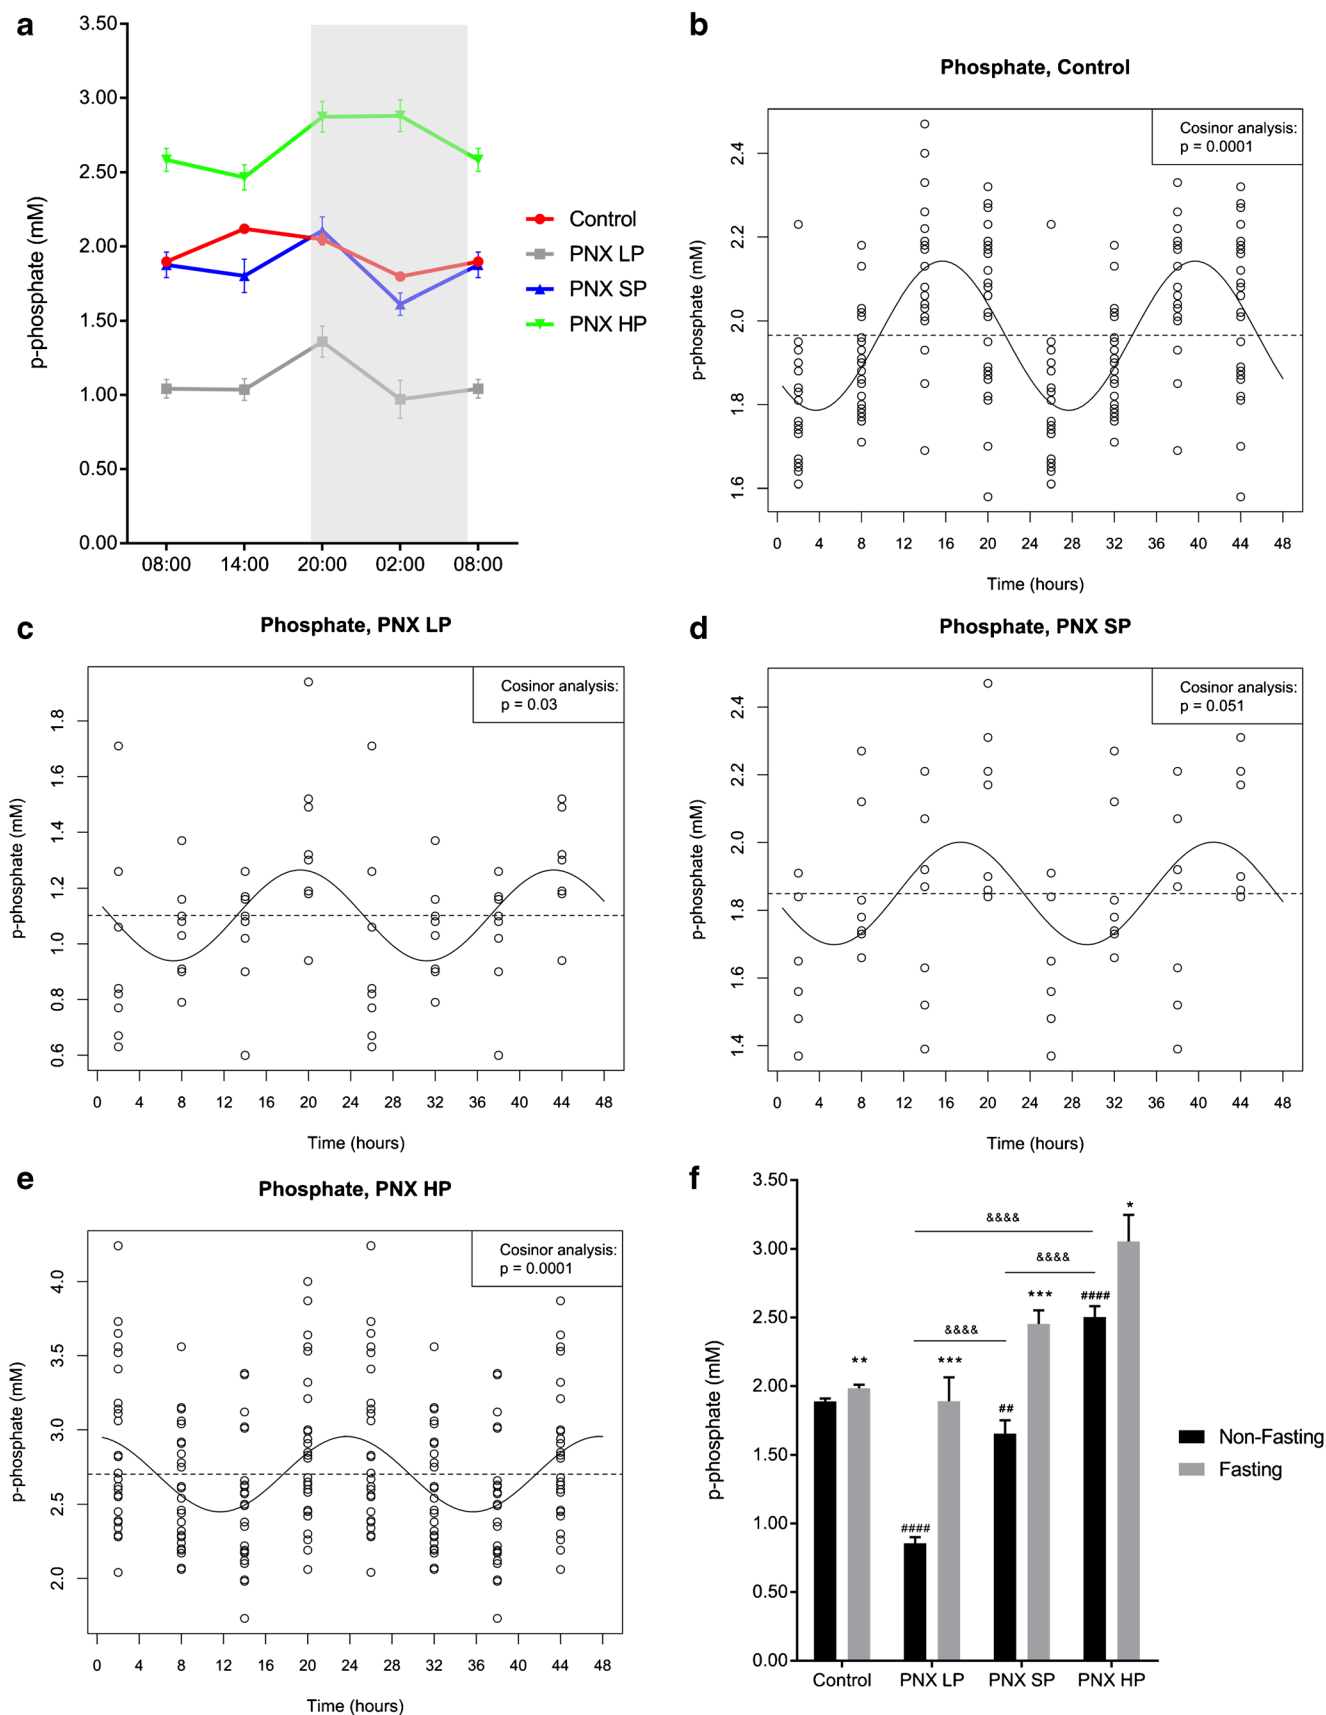 a
3.50
3.00
2.50
2.00
1.50
1.00
0.50
0.00
p-phosphate (mM)
08:00 14:00 20:00 02:00 08:00
Control
PNX LP
PNX SP
PNX HP
b
Phosphate, Control
Cosinor analysis:
p = 0.0001
2.4
2.2
2.0
1.8
1.6
p-phosphate (mM)
0 4 8 12 16 20 24 28 32 36 40 44 48
Time (hours)
c
Phosphate, PNX LP
Cosinor analysis:
p = 0.03
1.8
1.6
1.4
1.2
1.0
0.8
0.6
p-phosphate (mM)
0 4 8 12 16 20 24 28 32 36 40 44 48
Time (hours)
d
Phosphate, PNX SP
Cosinor analysis:
p = 0.051
2.4
2.2
2.0
1.8
1.6
1.4
p-phosphate (mM)
0 4 8 12 16 20 24 28 32 36 40 44 48
Time (hours)
e
Phosphate, PNX HP
Cosinor analysis:
p = 0.0001
4.0
3.5
3.0
2.5
2.0
p-phosphate (mM)
0 4 8 12 16 20 24 28 32 36 40 44 48
Time (hours)
f
3.50
3.00
2.50
2.00
1.50
1.00
0.50
0.00
p-phosphate (mM)
*
&&&&
&&&&
*** ####
&&&&
** ***
##
####
Control PNX LP PNX SP PNX HP
Non-Fasting
Fasting